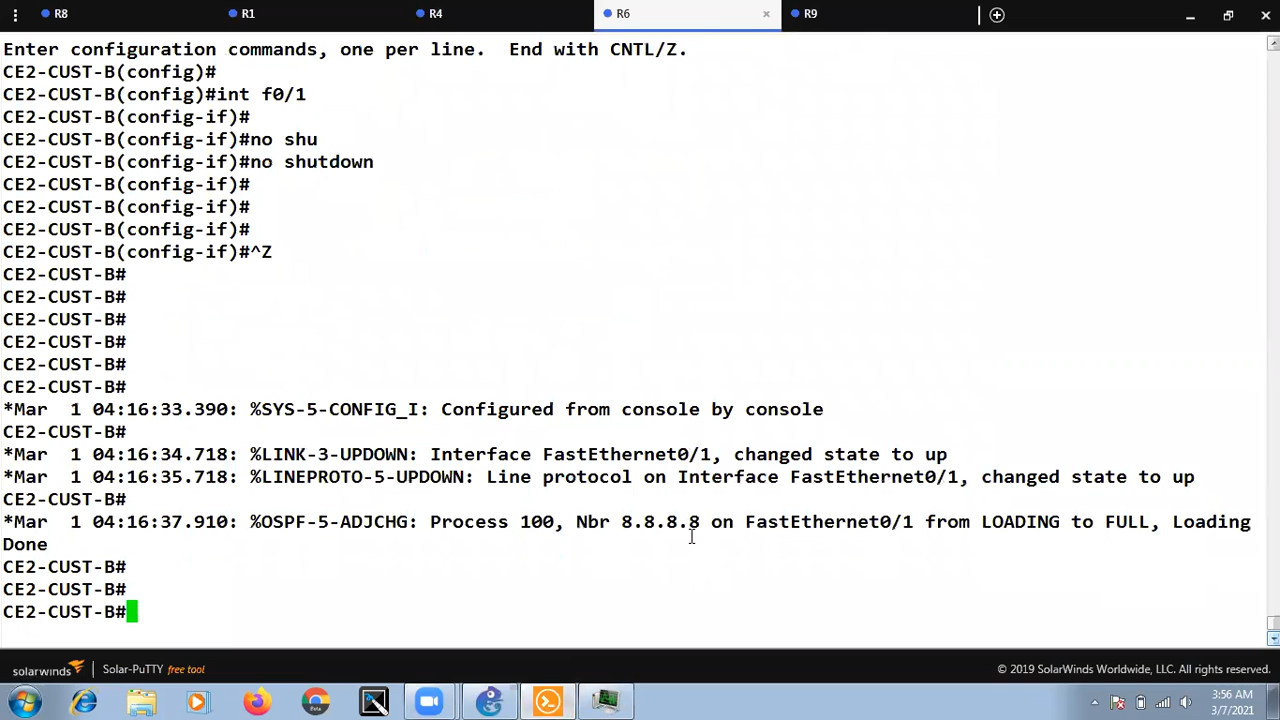 R8
R1
R4
R6
R9
Enter configuration commands, one per line.  End with CNTL/Z.
CE2-CUST-B(config)#
CE2-CUST-B(config)#int f0/1
CE2-CUST-B(config-if)#
CE2-CUST-B(config-if)#no shu
CE2-CUST-B(config-if)#no shutdown
CE2-CUST-B(config-if)#
CE2-CUST-B(config-if)#
CE2-CUST-B(config-if)#
CE2-CUST-B(config-if)#^Z
CE2-CUST-B#
CE2-CUST-B#
CE2-CUST-B#
CE2-CUST-B#
CE2-CUST-B#
CE2-CUST-B#
*Mar  1 04:16:33.390: %SYS-5-CONFIG_I: Configured from console by console
CE2-CUST-B#
*Mar  1 04:16:34.718: %LINK-3-UPDOWN: Interface FastEthernet0/1, changed state to up
*Mar  1 04:16:35.718: %LINEPROTO-5-UPDOWN: Line protocol on Interface FastEthernet0/1, changed state to up
CE2-CUST-B#
*Mar  1 04:16:37.910: %OSPF-5-ADJCHG: Process 100, Nbr 8.8.8.8 on FastEthernet0/1 from LOADING to FULL, Loading
Done
CE2-CUST-B#
CE2-CUST-B#
CE2-CUST-B#
solarwinds
Solar-PuTTY free tool
© 2019 SolarWinds Worldwide, LLC. All rights reserved.
Beta
3:56 AM
3/7/2021